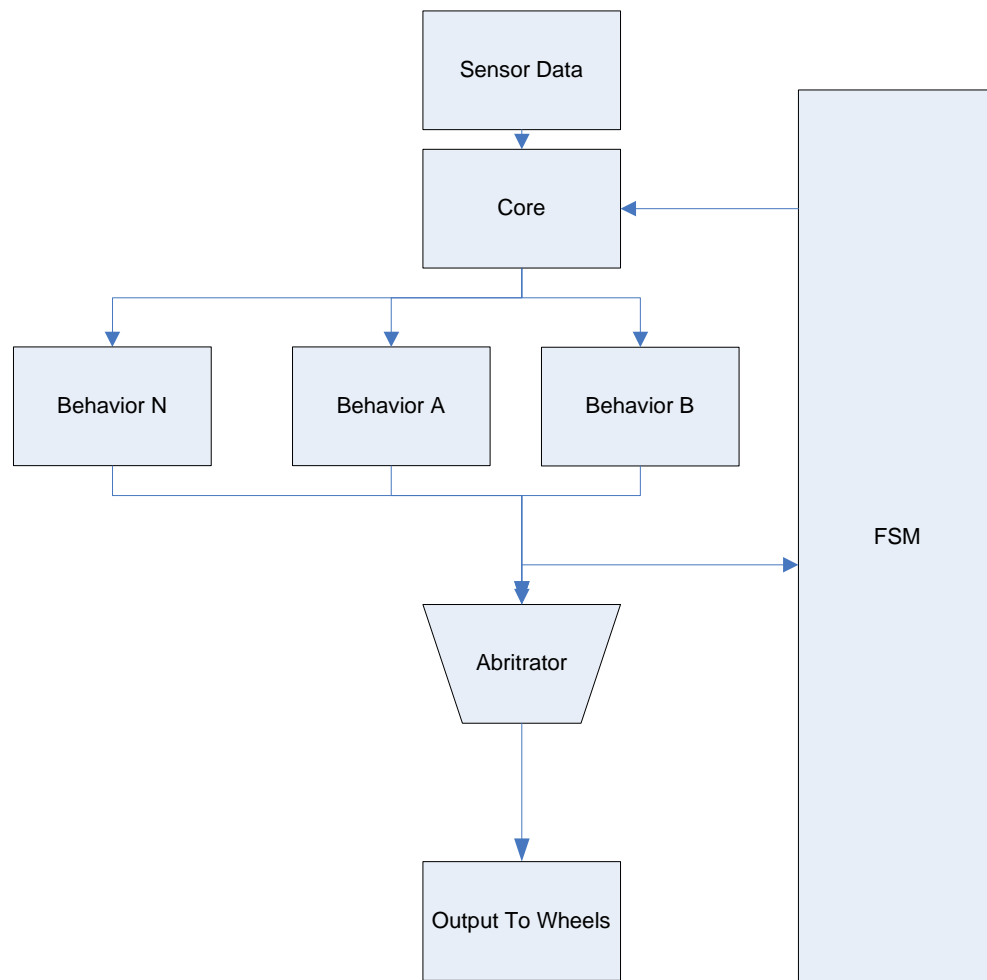 Sensor Data
Core
Behavior N
Behavior A
Behavior B
FSM
Abritrator
Output To Wheels